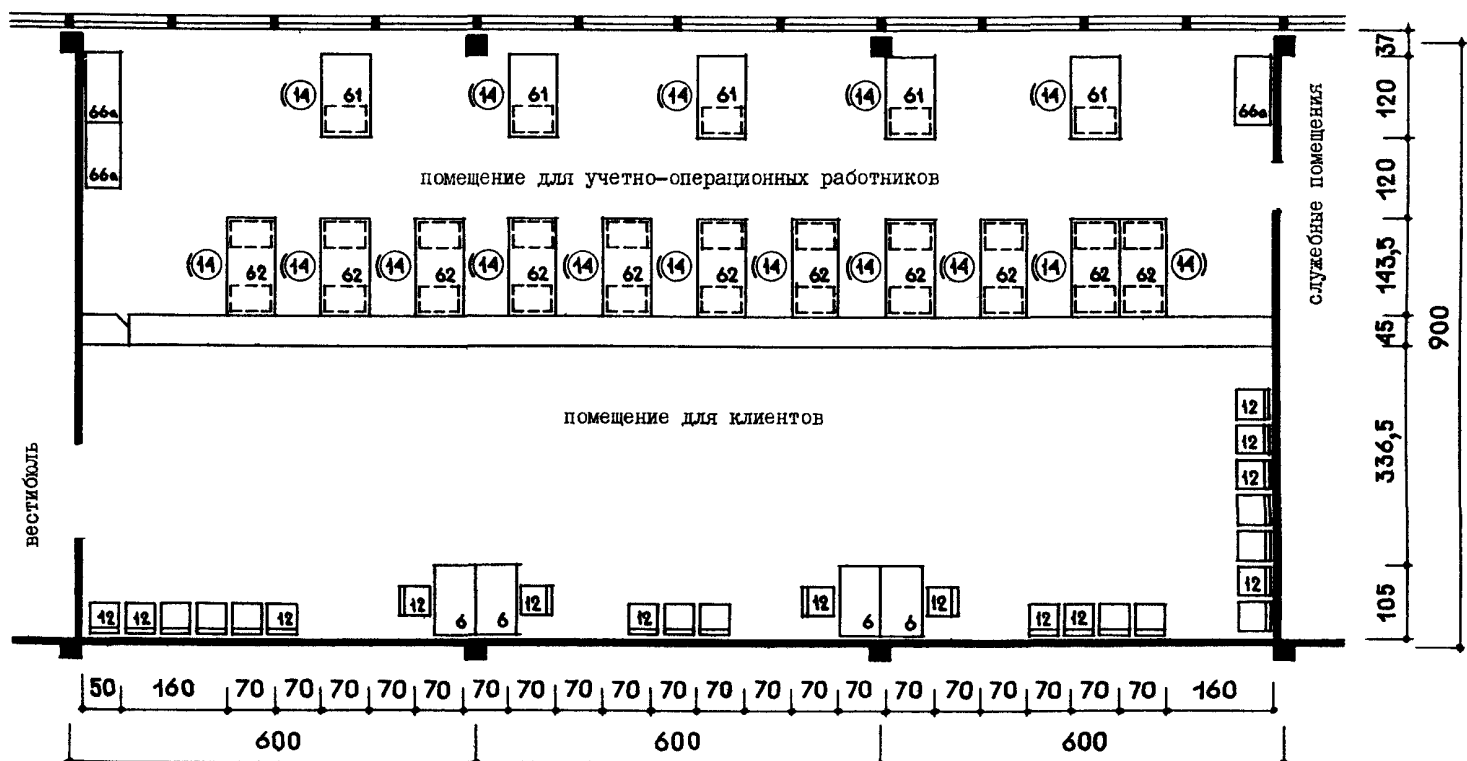 14 61 14 61 14 61 14 61 14 61
66а 66а
66а
помещение для учетно-операционных работников
14 62 14 62 14 62 14 62 14 62 14 62 14 62 14 62 14 62 14 62 62 14
помещение для клиентов
вестибюль
служебные помещения
12
12
12
12
12 12 12 12 6 6 12 12 12 6 6 12 12 12
50 160 70 70 70 70 70 70 70 70 70 70 70 70 70 70 70 70 70 70 70 70 160
600 600 600
37
120
120
143,5
45
336,5
105
900